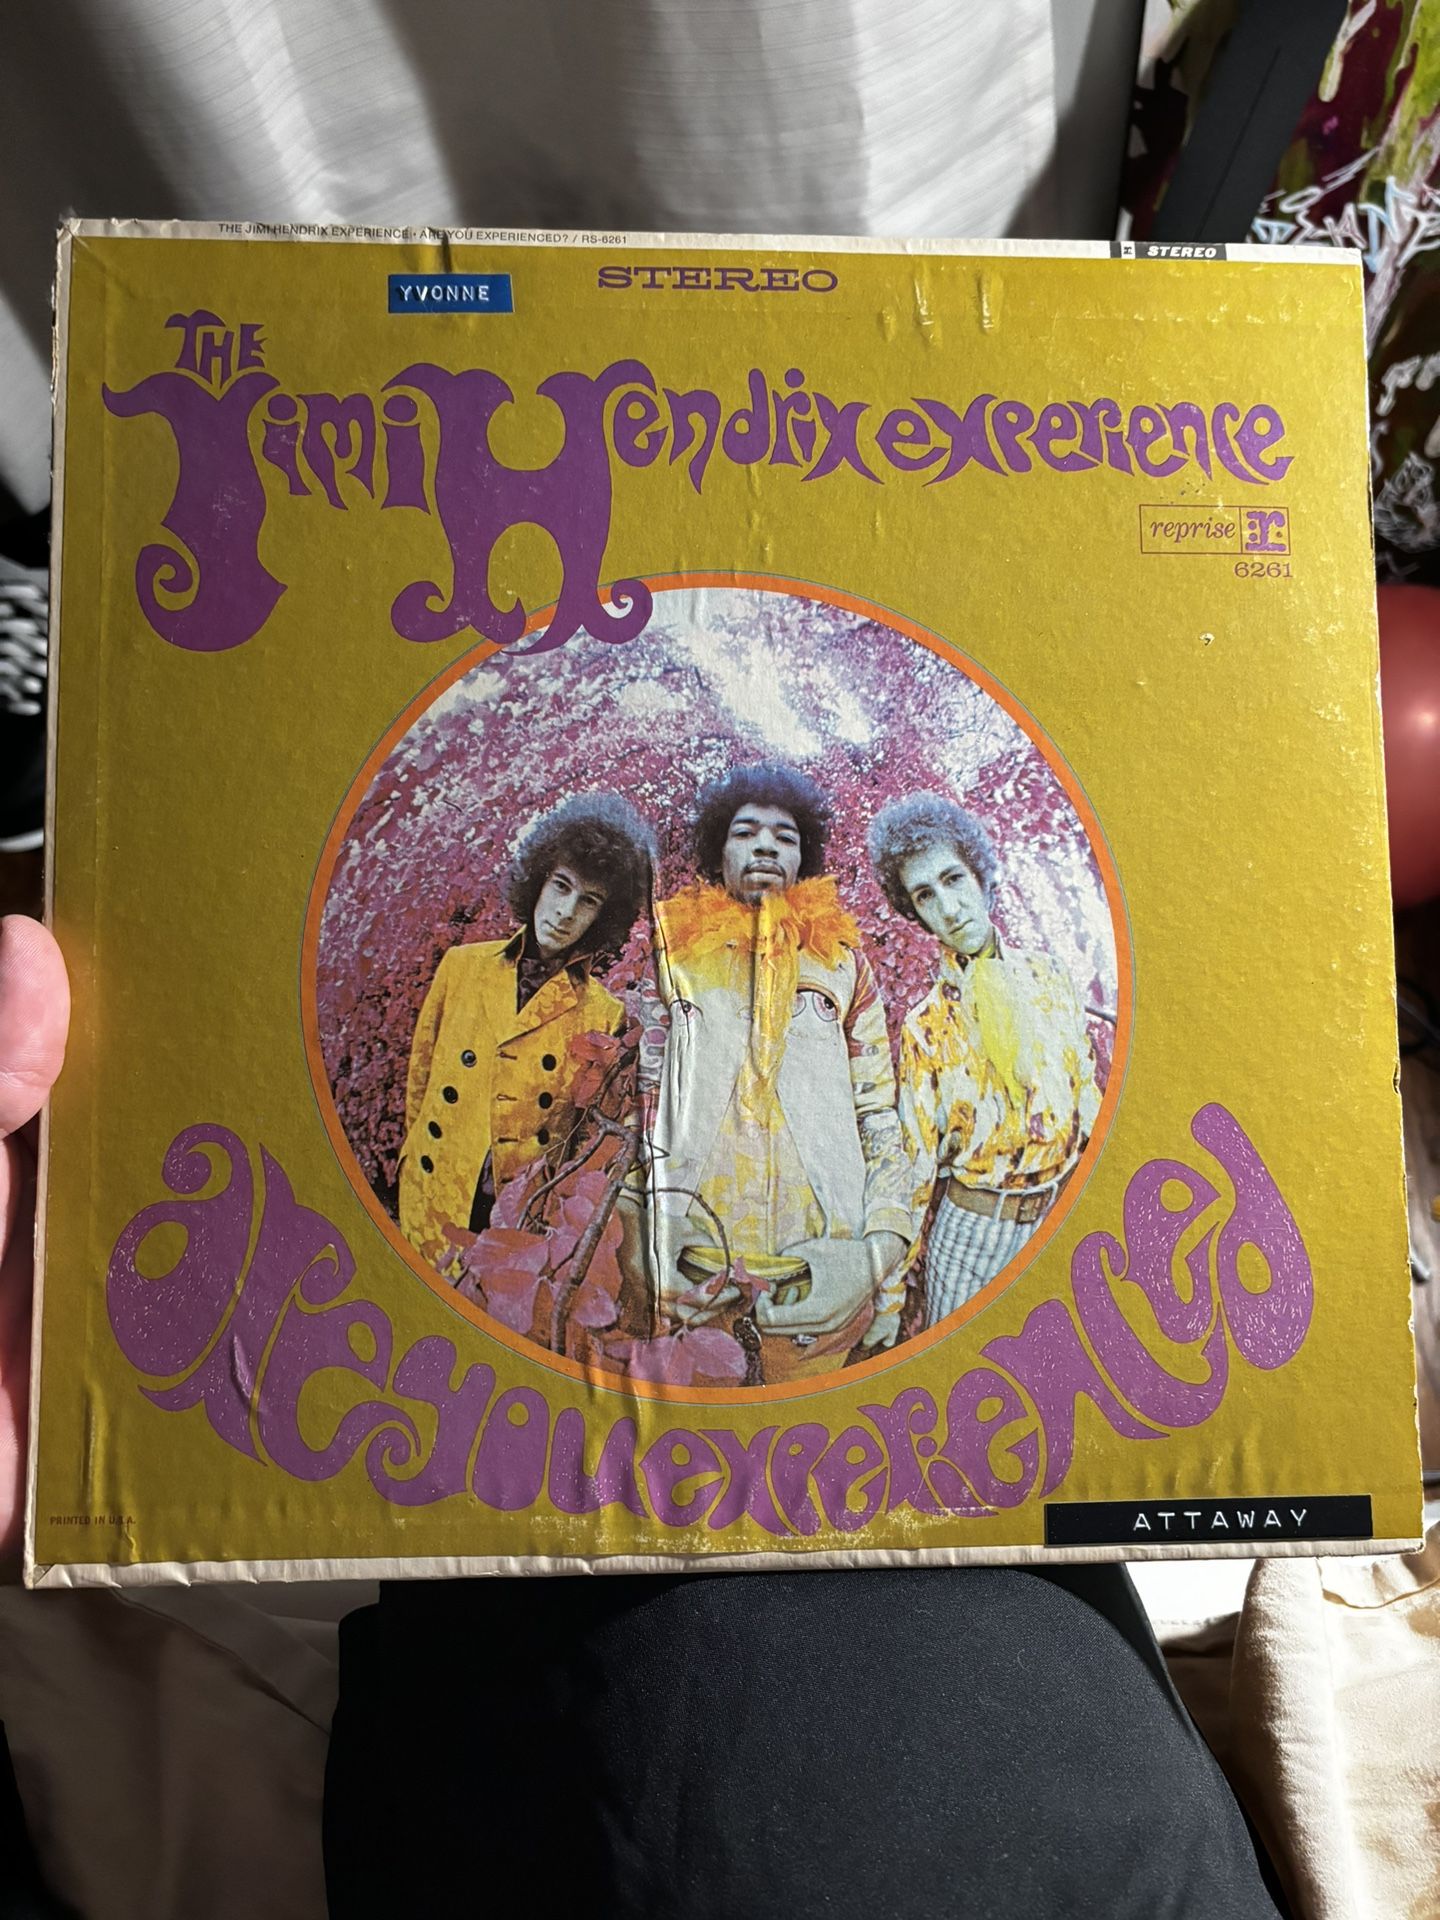 THE JIMI HENDRIX EXPERIENCE • ARE YOU EXPERIENCED? / RS-6261
STEREO
YVONNE
STEREO
THE
Jimi Hendrix experience
reprise r:
6261
are you experienced
PRINTED IN U.S.A.
ATTAWAY